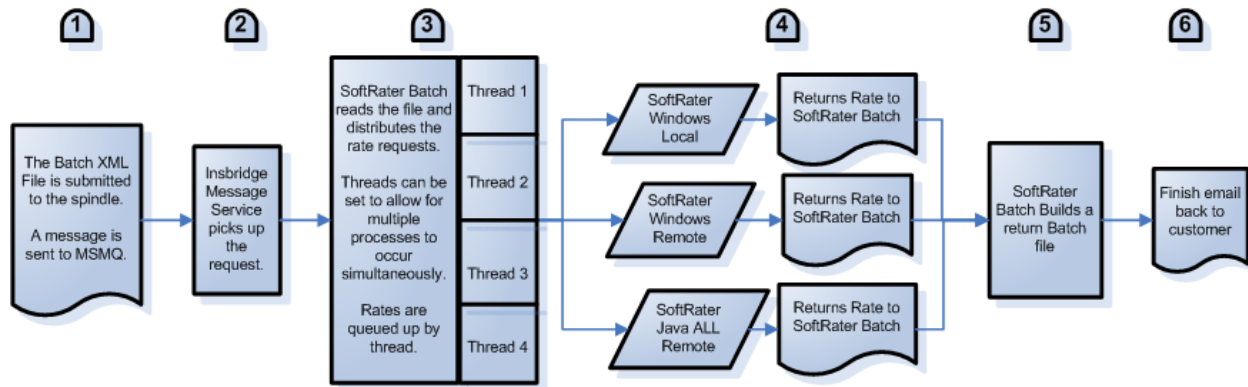 1
2
3
4
5
6
The Batch XML
File is submitted
to the spindle.
A message is
sent to MSMQ.
Insbridge
Message
Service
picks up
the
request.
SoftRater Batch
reads the file and
distributes the
rate requests.
Threads can be
set to allow for
multiple
processes to
occur
simultaneously.
Rates are
queued up by
thread.
Thread 1
Thread 2
Thread 3
Thread 4
SoftRater
Windows
Local
Returns Rate to
SoftRater Batch
SoftRater
Windows
Remote
Returns Rate to
SoftRater Batch
SoftRater
Java ALL
Remote
Returns Rate to
SoftRater Batch
SoftRater
Batch Builds a
return Batch
file
Finish email
back to
customer